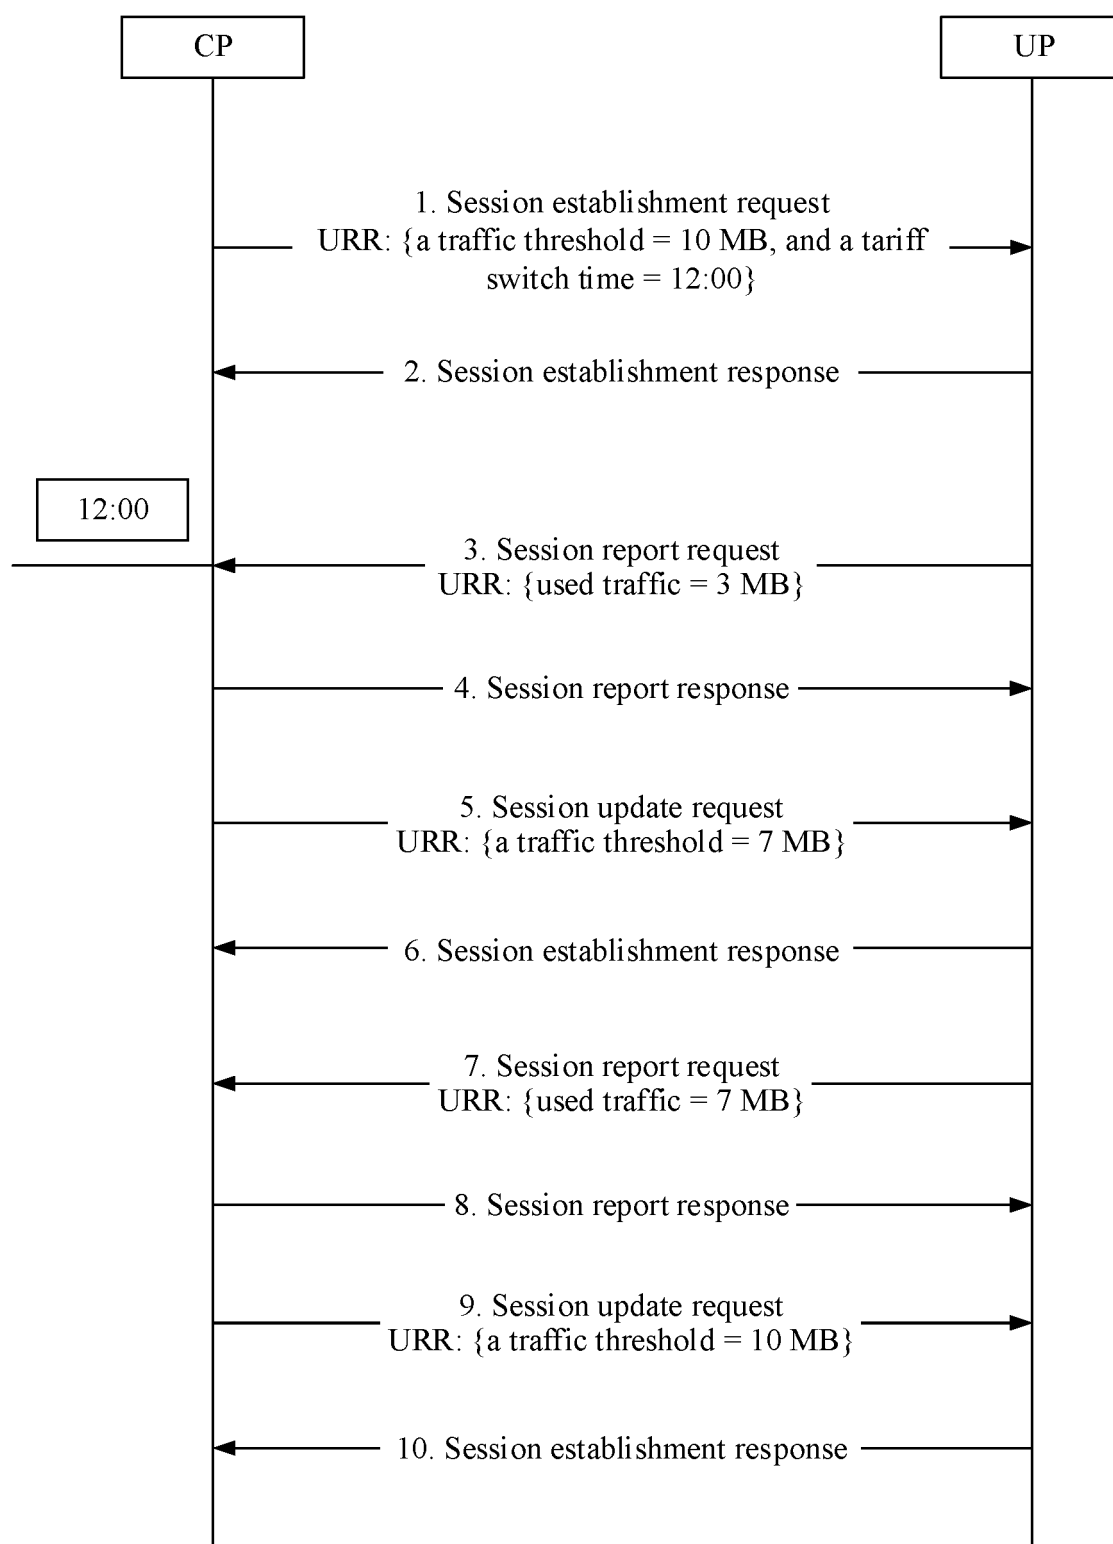 CP
UP
1. Session establishment request
URR: {a traffic threshold = 10 MB, and a tariff
switch time = 12:00}
2. Session establishment response
12:00
3. Session report request
URR: {used traffic = 3 MB}
4. Session report response
5. Session update request
URR: {a traffic threshold = 7 MB}
6. Session establishment response
7. Session report request
URR: {used traffic = 7 MB}
8. Session report response
9. Session update request
URR: {a traffic threshold = 10 MB}
10. Session establishment response